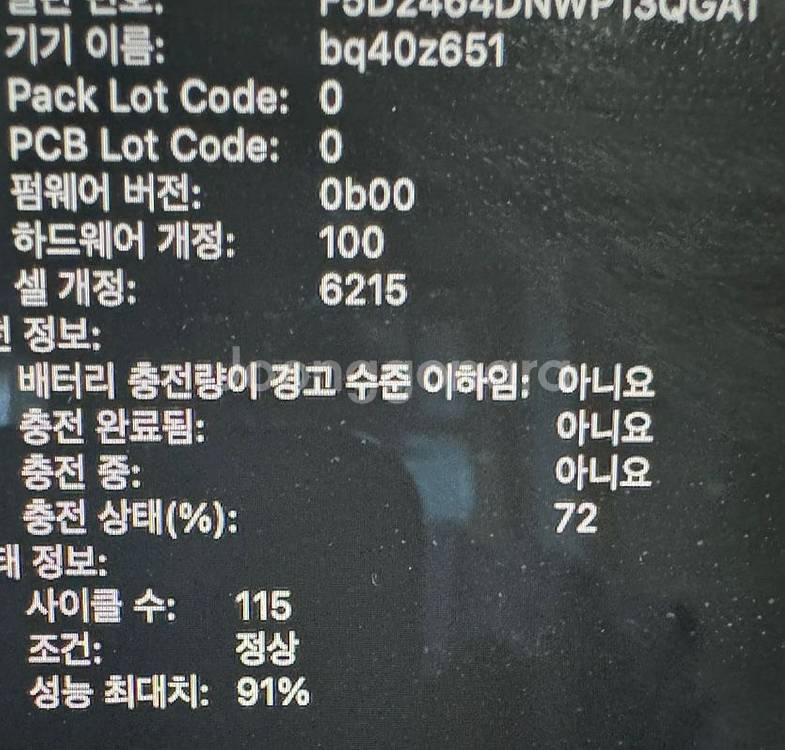 기기 이름: bq40z651
Pack Lot Code: 0
PCB Lot Code: 0
펌웨어 버전: 0b00
하드웨어 개정: 100
셀 개정: 6215
정보:
배터리 충전량이 경고 수준 이하임: 아니요
충전 완료됨: 아니요
충전 중: 아니요
충전 상태(%): 72
태 정보:
사이클 수: 115
조건: 정상
성능 최대치: 91%